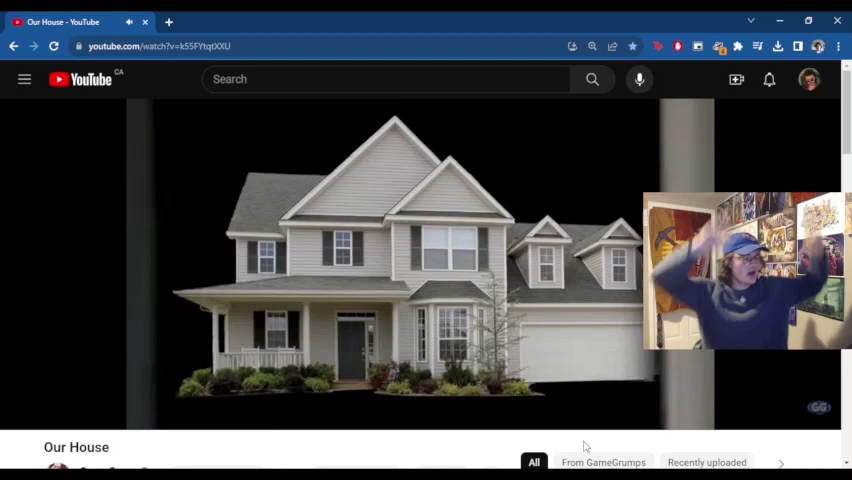 Our House - YouTube
youtube.com/watch?v=k55FYtqtXXU
YouTube CA
Search
GG
Our House
All
From GameGrumps
Recently uploaded